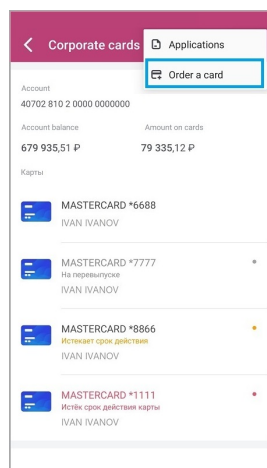 Corporate cards
Applications
Order a card
Account
40702 810 2 0000 0000000
Account balance
Amount on cards
679 935,51 ₽
79 335,12 ₽
Карты
MASTERCARD *6688
IVAN IVANOV
MASTERCARD *7777
На перевыпуске
IVAN IVANOV
MASTERCARD *8866
Истекает срок действия
IVAN IVANOV
MASTERCARD *1111
Истёк срок действия карты
IVAN IVANOV